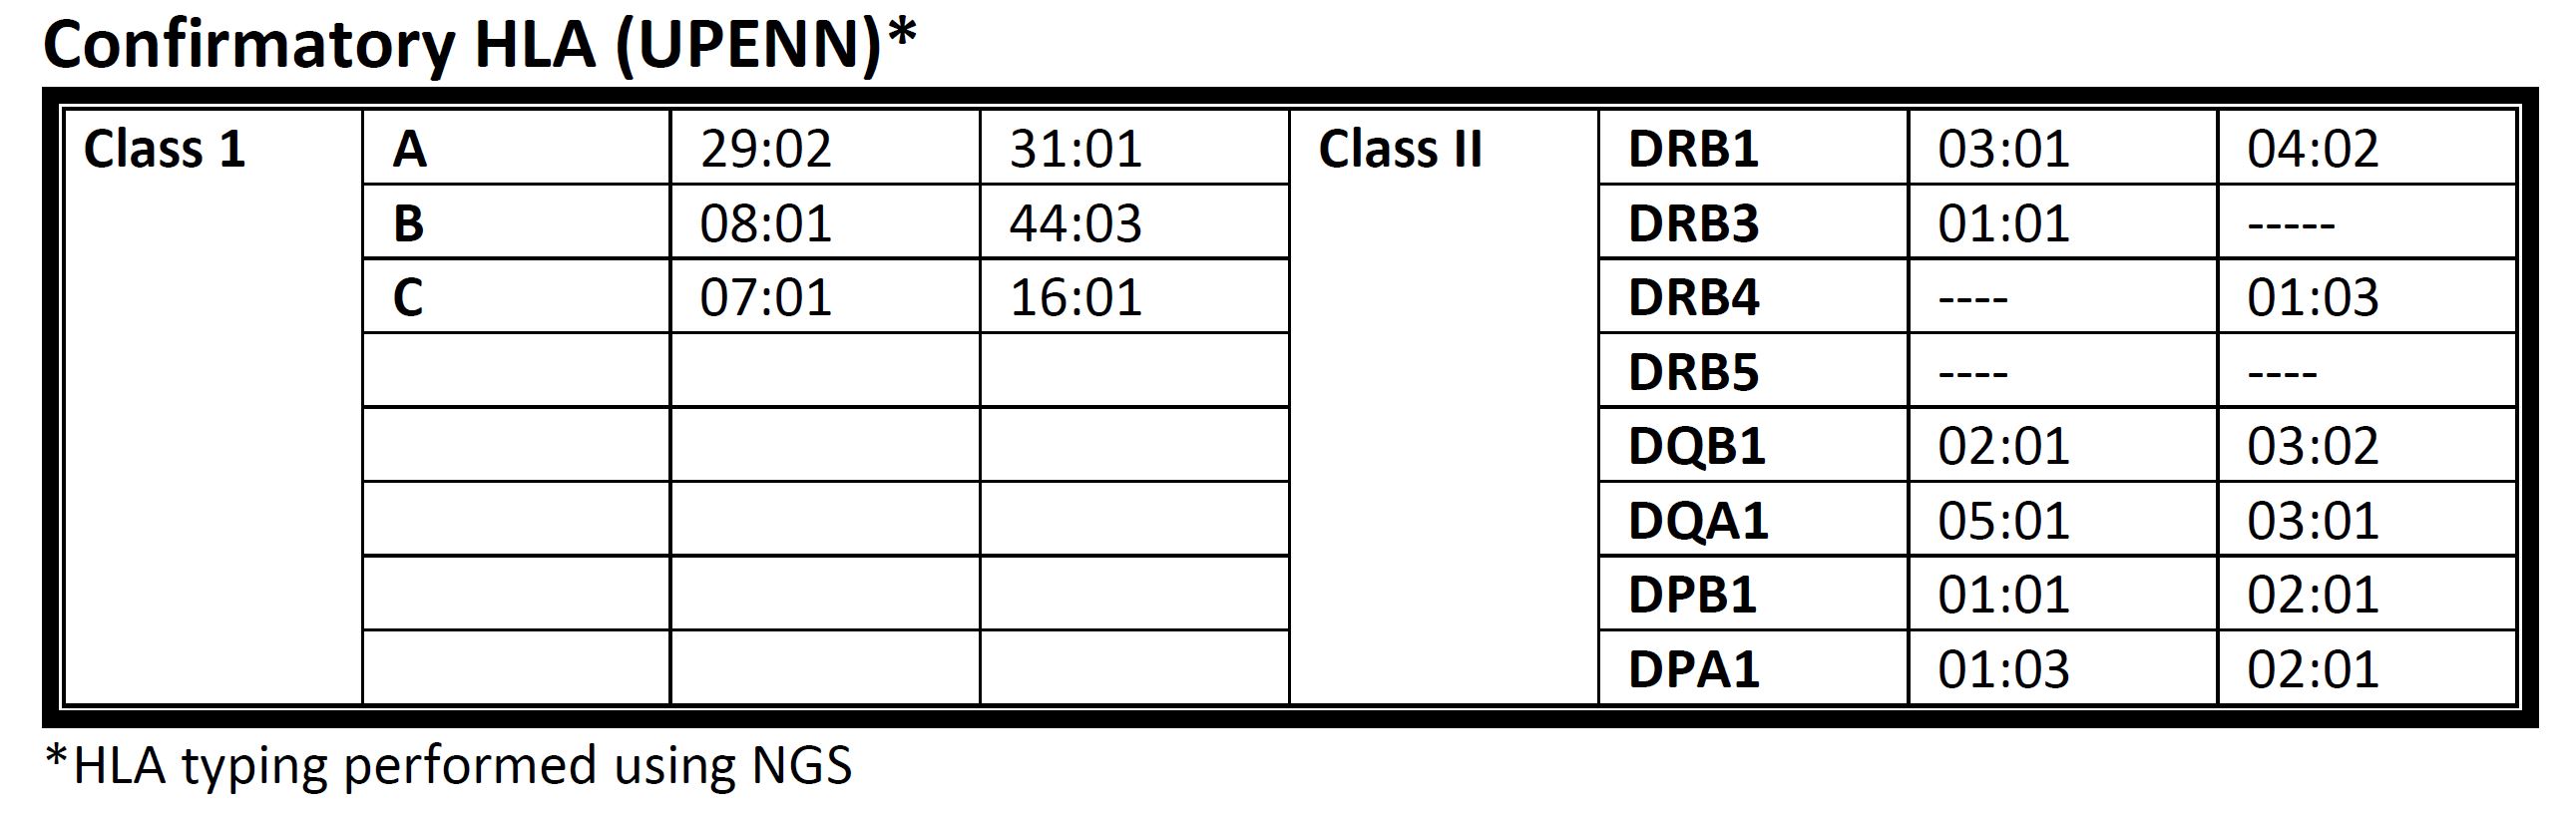 Confirmatory HLA (UPENN)*
Class 1 A 29:02 31:01 Class II DRB1 03:01 04:02
B 08:01 44:03 DRB3 01:01 -----
C 07:01 16:01 DRB4 ---- 01:03
DRB5 ---- ----
DQB1 02:01 03:02
DQA1 05:01 03:01
DPB1 01:01 02:01
DPA1 01:03 02:01
*HLA typing performed using NGS